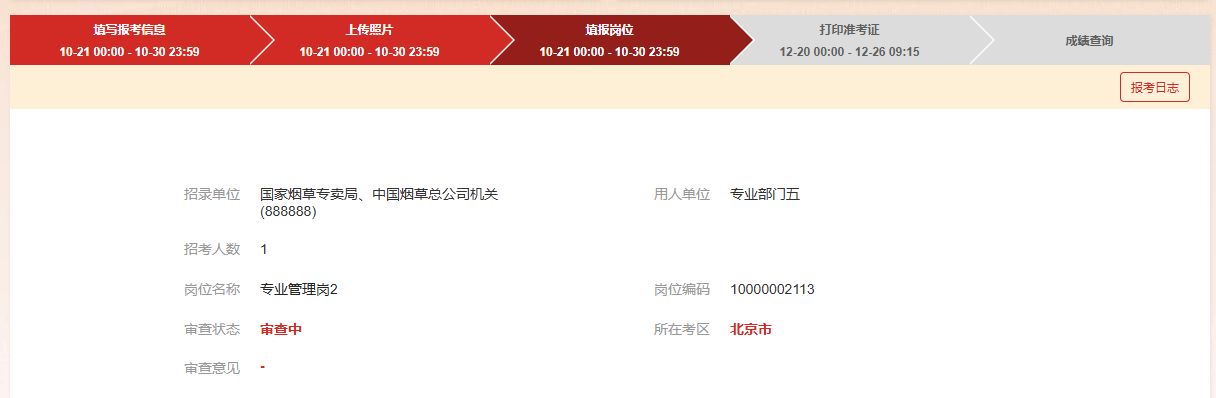 填写报考信息
10-21 00:00 - 10-30 23:59
上传照片
10-21 00:00 - 10-30 23:59
填报岗位
10-21 00:00 - 10-30 23:59
打印准考证
12-20 00:00 - 12-26 09:15
成绩查询
报考日志
招录单位 国家烟草专卖局、中国烟草总公司机关
(888888)
用人单位 专业部门五
招考人数 1
岗位名称 专业管理岗2
岗位编码 10000002113
审查状态 审查中
所在考区 北京市
审查意见 -